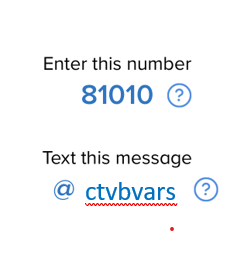 Enter this number
81010 ?
Text this message
@ ctvbvars ?